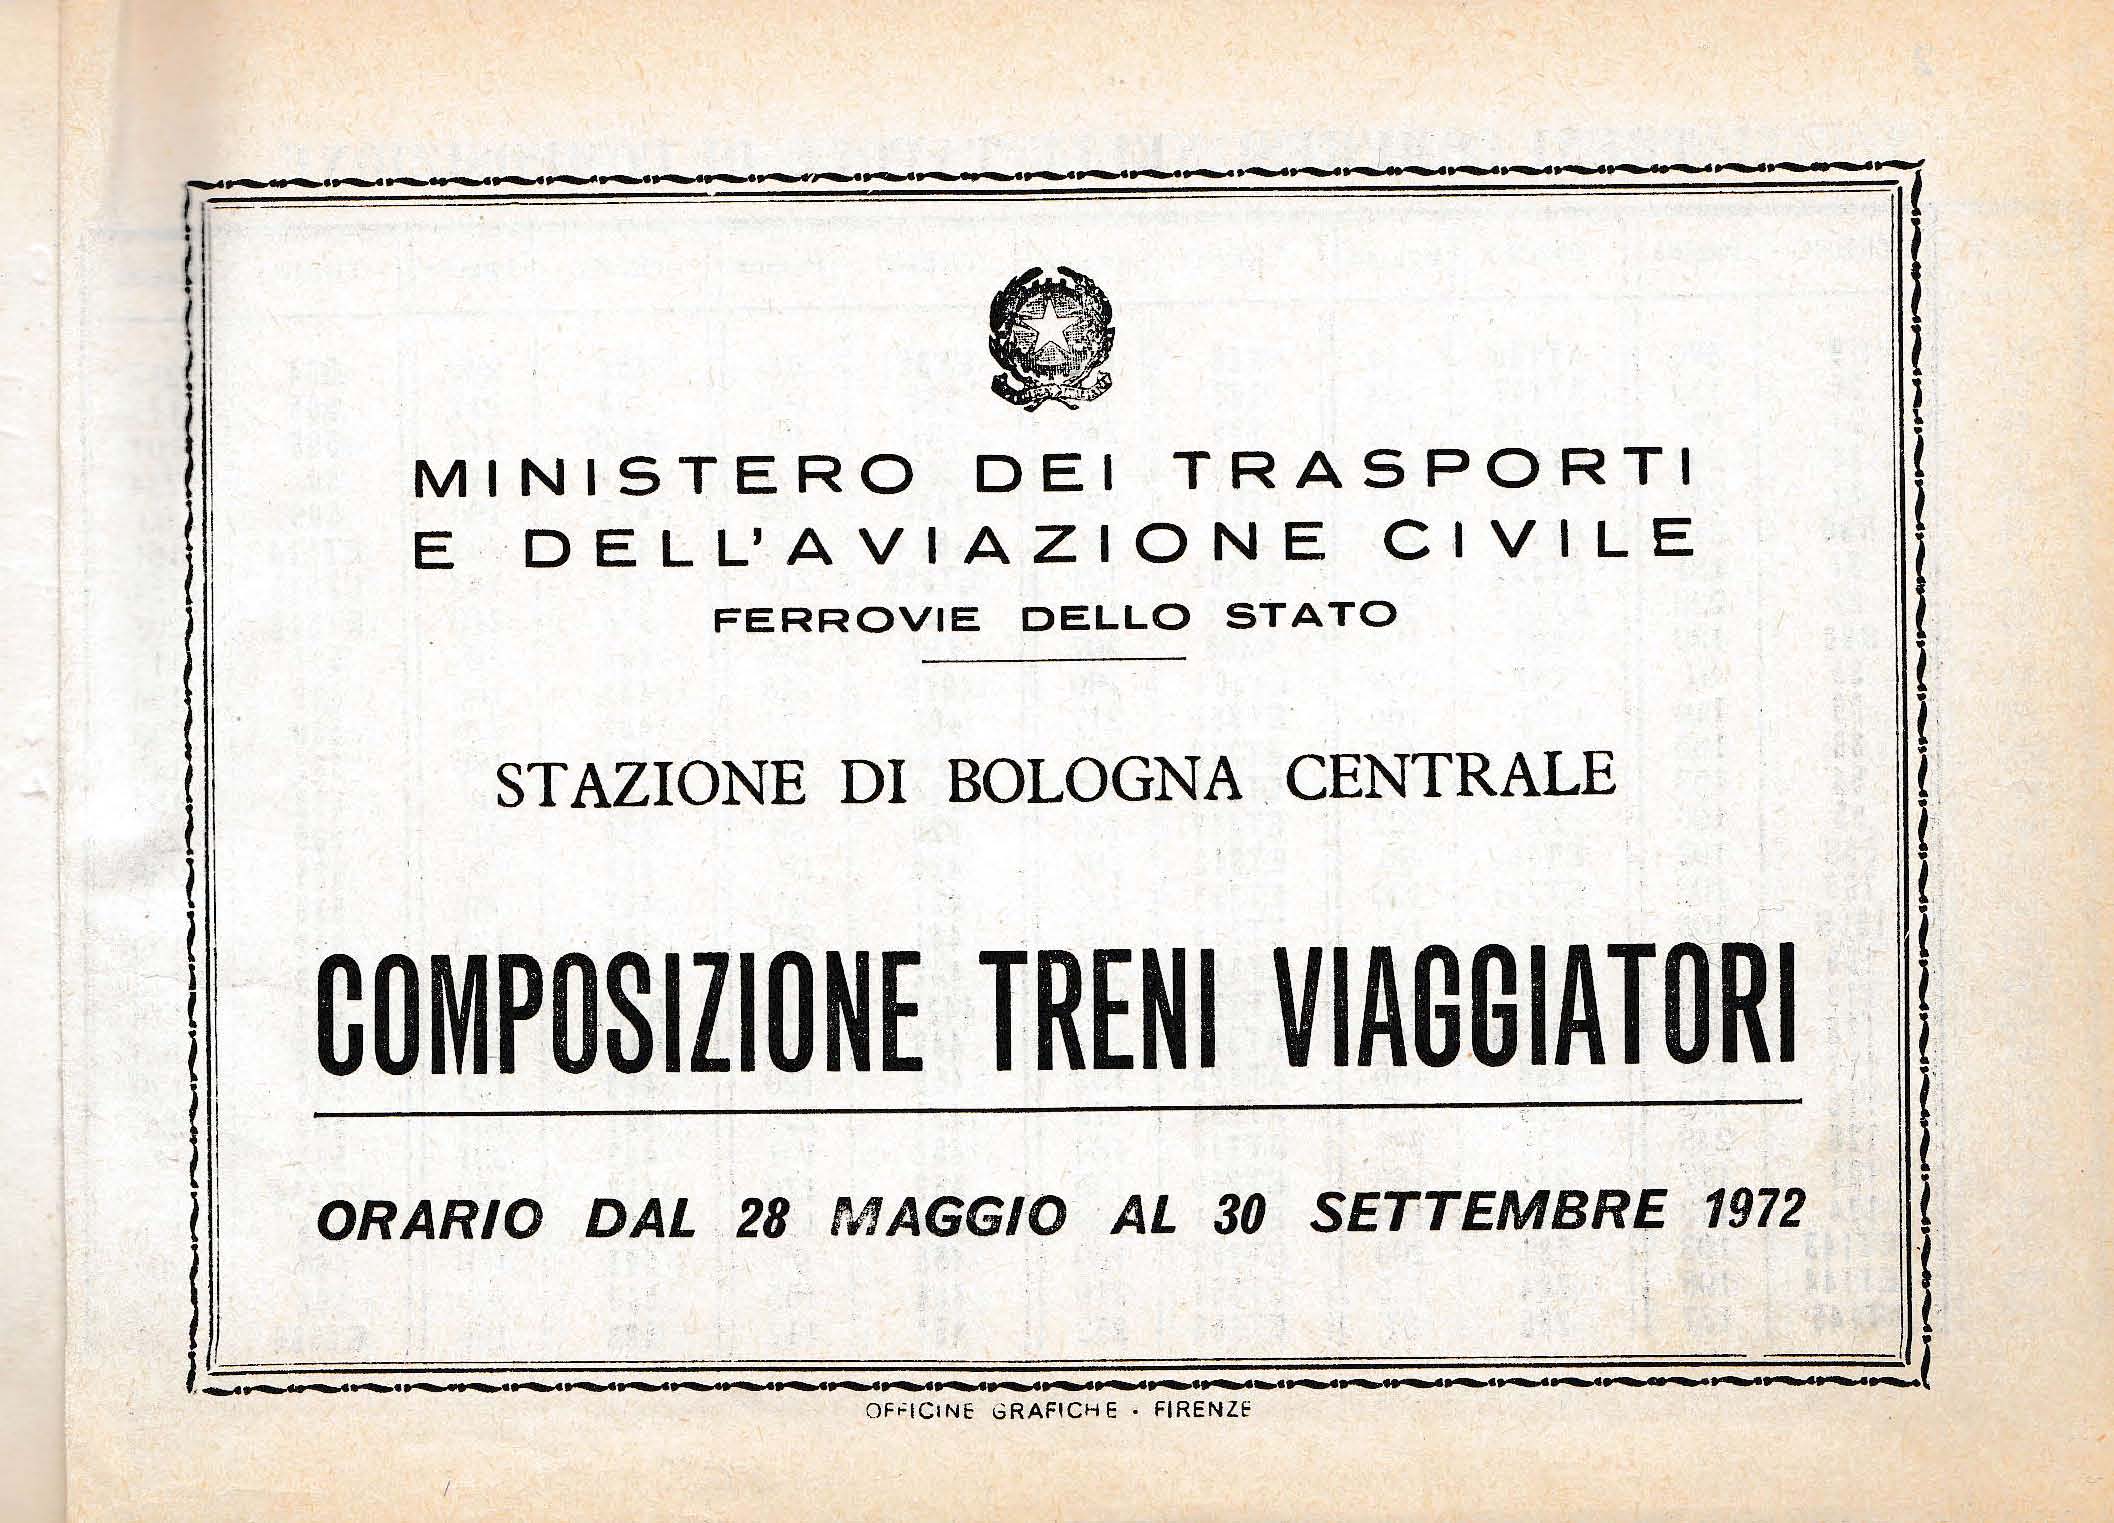 MINISTERO DEI TRASPORTI
E DELL'AVIAZIONE CIVILE
FERROVIE DELLO STATO
STAZIONE DI BOLOGNA CENTRALE
COMPOSIZIONE TRENI VIAGGIATORI
ORARIO DAL 28 MAGGIO AL 30 SETTEMBRE 1972
OFFICINE GRAFICHE - FIRENZE